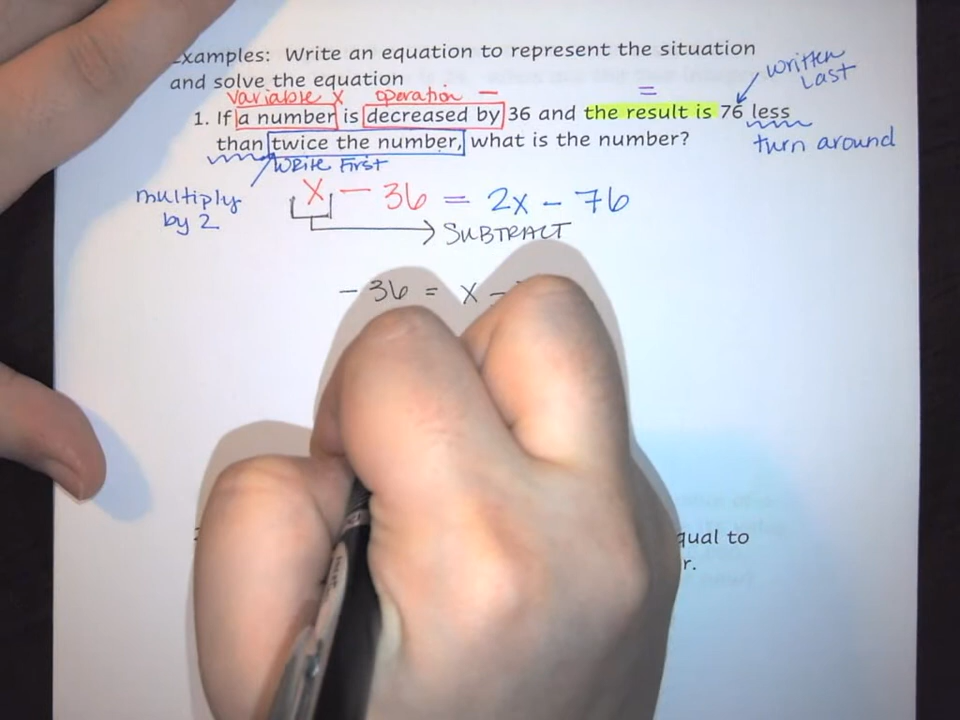 Examples: Write an equation to represent the situation
and solve the equation
written
last
variable x operation − =
1. If a number is decreased by 36 and the result is 76 less
than twice the number, what is the number?
turn around
write first
multiply
by 2
x − 36 = 2x − 76
SUBTRACT
− 36 = x −
qual to
r.